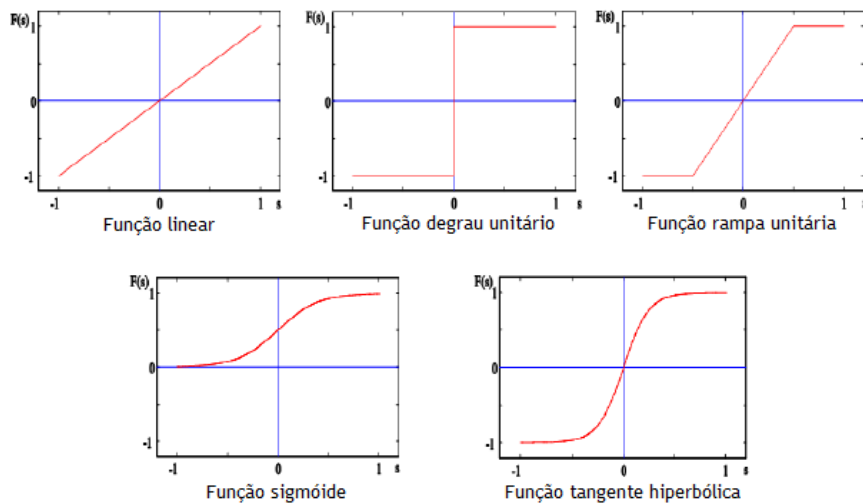 F(s)
1
0
-1
-1 0 1 s
Função linear
F(s)
1
0
-1
-1 0 1 s
Função degrau unitário
F(s)
1
0
-1
-1 0 1 s
Função rampa unitária
F(s)
1
0
-1
-1 0 1 s
Função sigmóide
F(s)
1
0
-1
-1 0 1 s
Função tangente hiperbólica